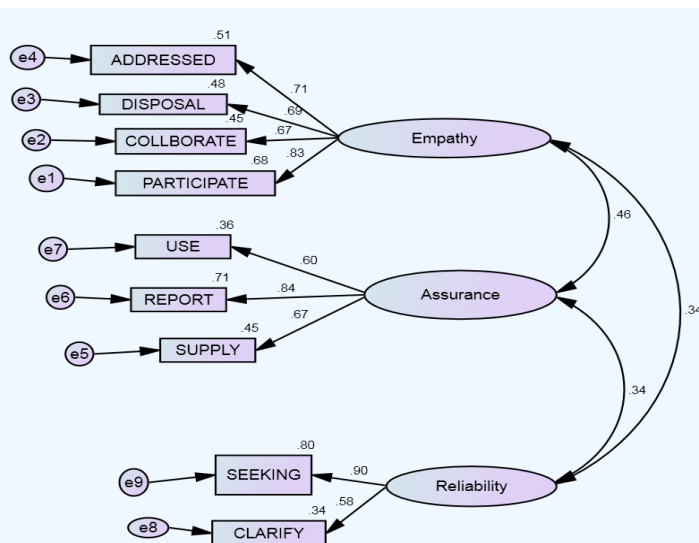 .51
e4
ADDRESSED
.71
.48
e3
DISPOSAL
.69
.45
e2
COLLBORATE
.67
Empathy
.68
.83
e1
PARTICIPATE
.46
.36
e7
USE
.60
.71
.84
e6
REPORT
Assurance
.34
.45
.67
e5
SUPPLY
.34
.80
e9
SEEKING
.90
Reliability
.34
.58
e8
CLARIFY